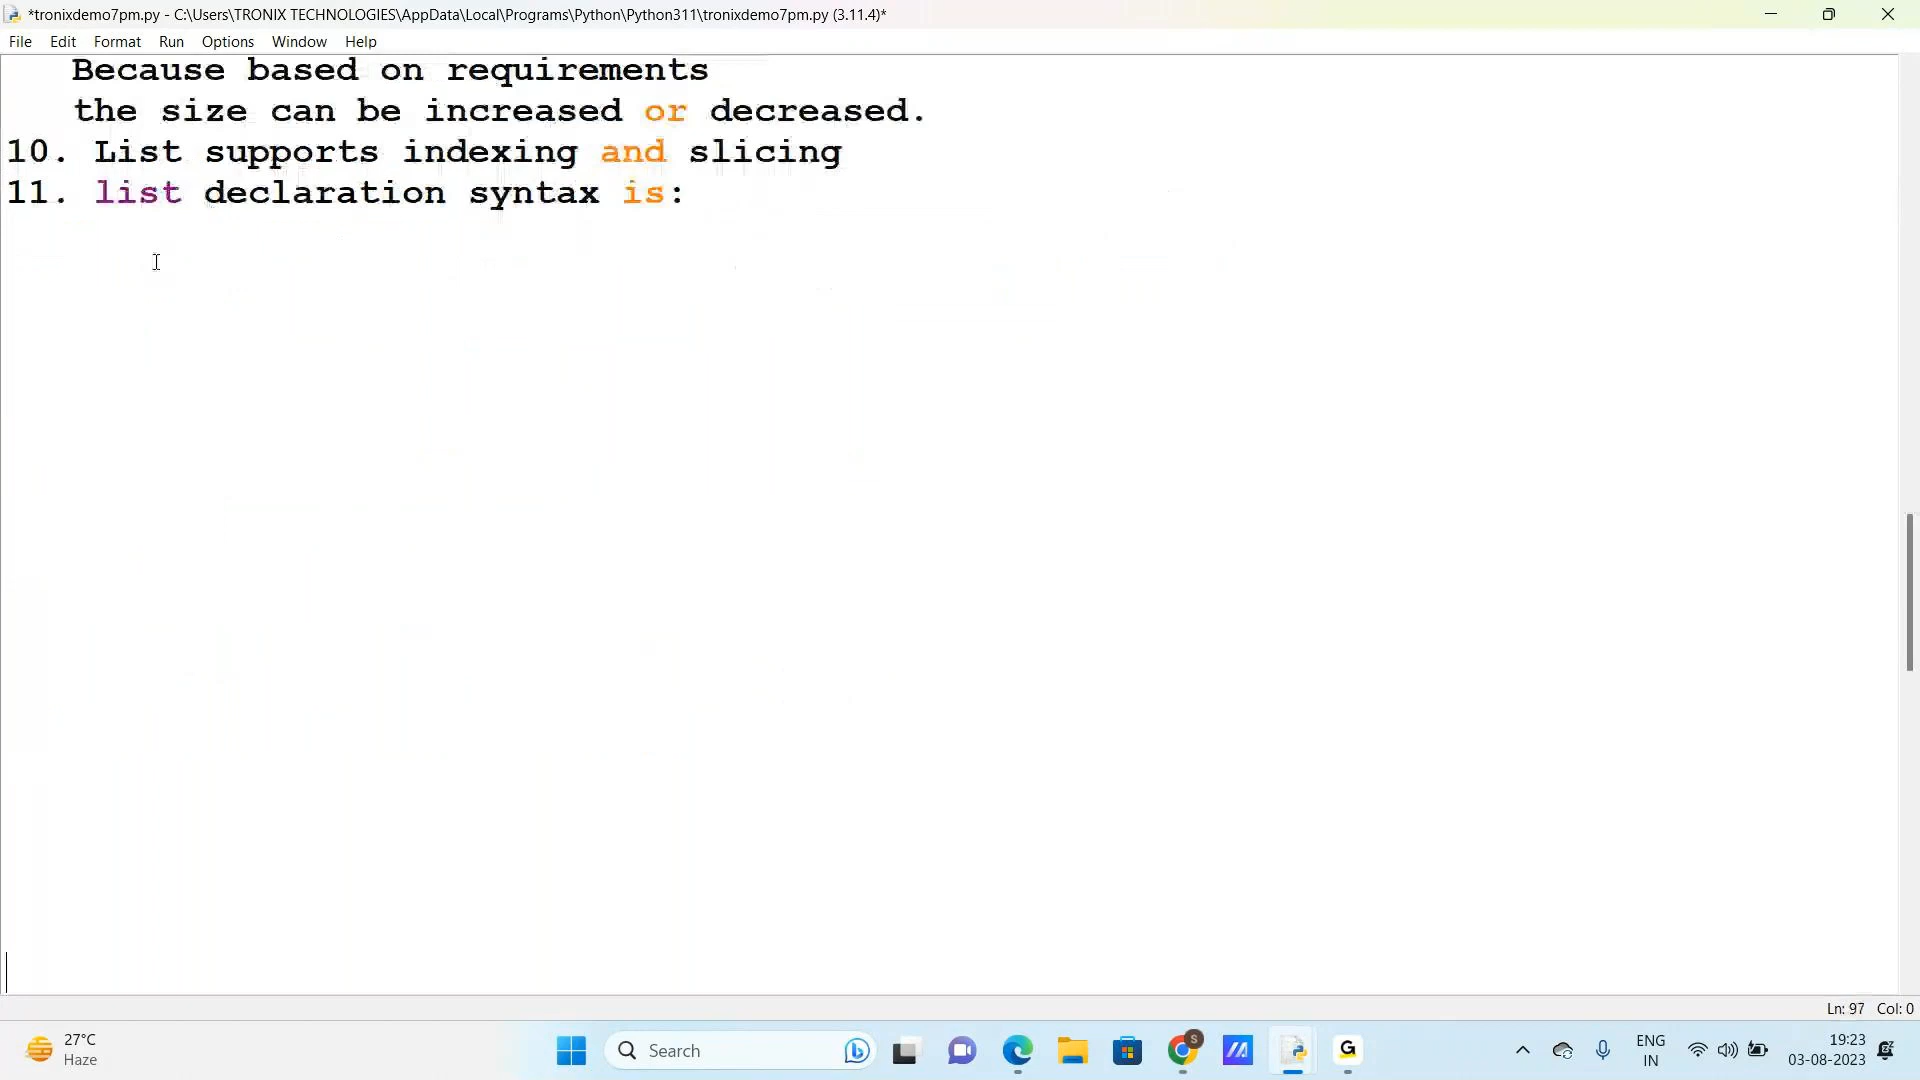 *tronixdemo7pm.py - C:\Users\TRONIX TECHNOLOGIES\AppData\Local\Programs\Python\Python311\tronixdemo7pm.py (3.11.4)*
File Edit Format Run Options Window Help
Because based on requirements
the size can be increased or decreased.
10. List supports indexing and slicing
11. list declaration syntax is:
Ln: 97 Col: 0
27°C
Haze
Search
S
G
ENG
IN
19:23
03-08-2023